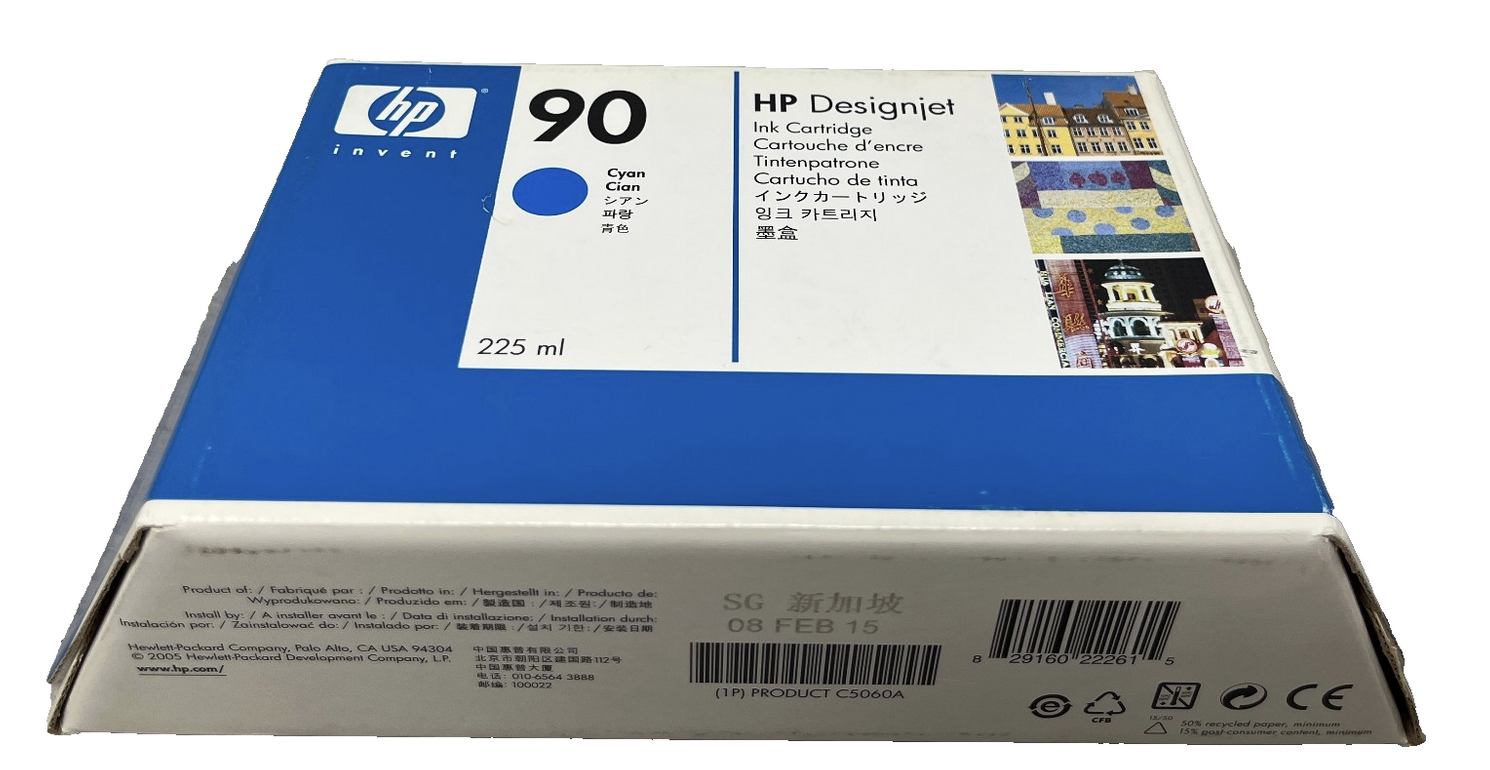 hp®
invent
90
Cyan
Cian
シアン
파랑
青色
225 ml
HP Designjet
Ink Cartridge
Cartouche d'encre
Tintenpatrone
Cartucho de tinta
インクカートリッジ
잉크 카트리지
墨盒
Product of: / Fabriqué par : / Prodotto in: / Hergestellt in: / Producto de:
Wyprodukowano: / Produzido em: / 製造国 : / 제조원: / 制造地
Install by: / A installer avant le : / Data di installazione: / Installation durch:
Instalación por: / Zainstalować do: / Instalado por: / 装着期限 : / 설치 기한: / 安装日期
Hewlett-Packard Company, Palo Alto, CA USA 94304
© 2005 Hewlett-Packard Development Company, L.P.
www.hp.com/
中国惠普有限公司
北京市朝阳区建国路112号
中国惠普大厦
电话: 010-6564 3888
邮编: 100022
SG 新加坡
08 FEB 15
(1P) PRODUCT C5060A
8 29160 22261 5
CFB
CE
15/50
50% recycled paper, minimum
15% post-consumer content, minimum